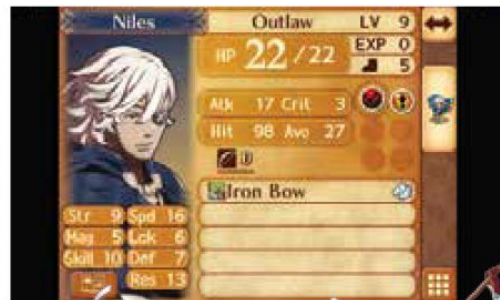 Niles Outlaw LV 9
HP 22/22 EXP 0
5
Atk 17 Crit 3
Hit 98 Avo 27
Iron Bow
Str 9 Spd 16
Mag 5 Lck 6
Skill 10 Def 7
Res 13